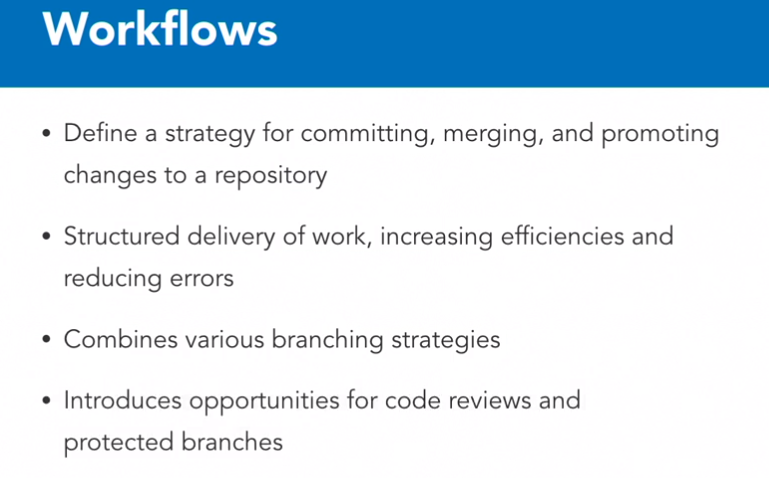 Workflows
• Define a strategy for committing, merging, and promoting
changes to a repository
• Structured delivery of work, increasing efficiencies and
reducing errors
• Combines various branching strategies
• Introduces opportunities for code reviews and
protected branches